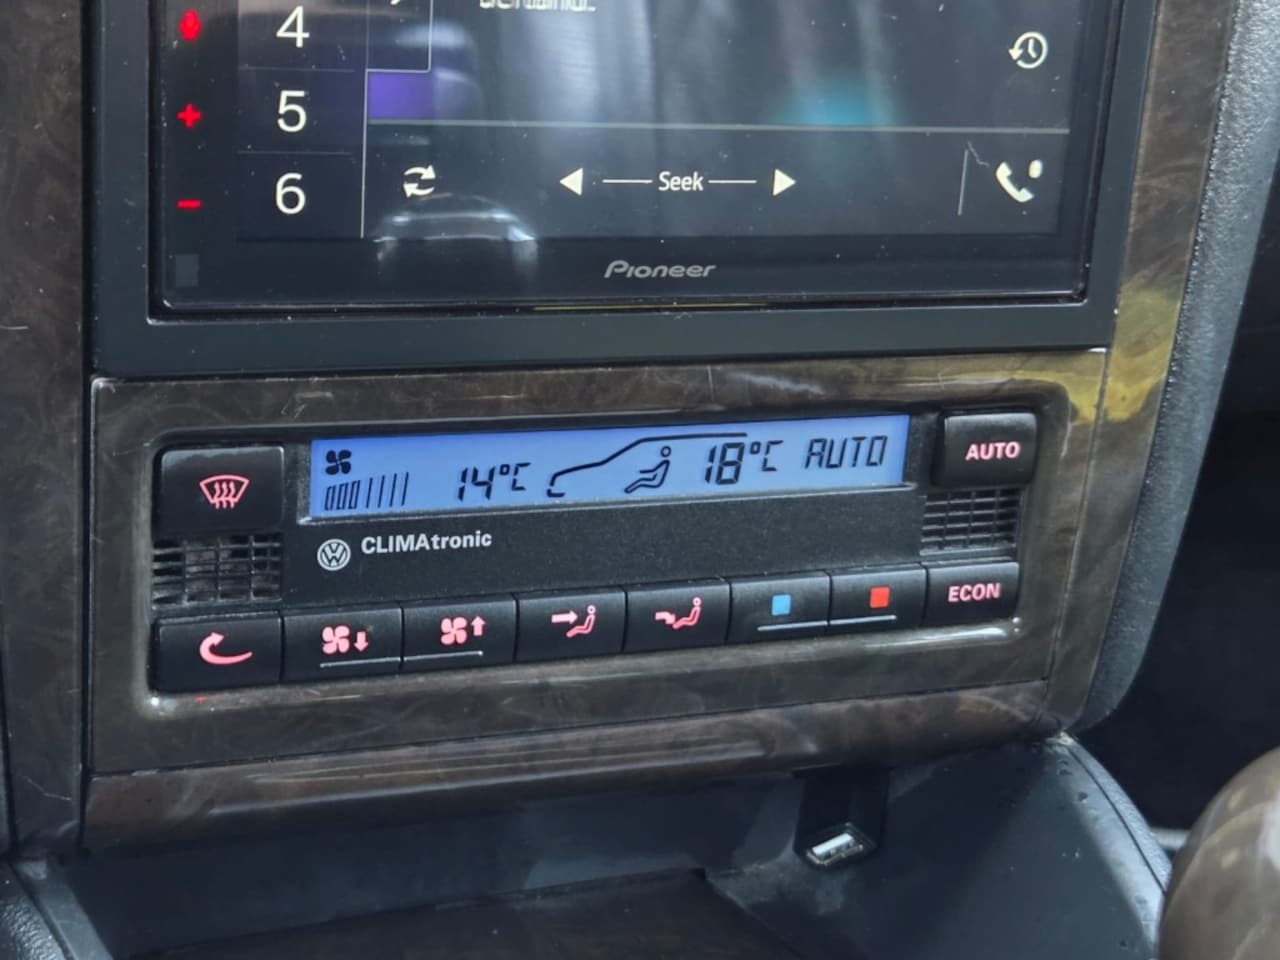 4
5
6
Seek
Pioneer
14°C 18°C AUTO
AUTO
CLIMAtronic
ECON